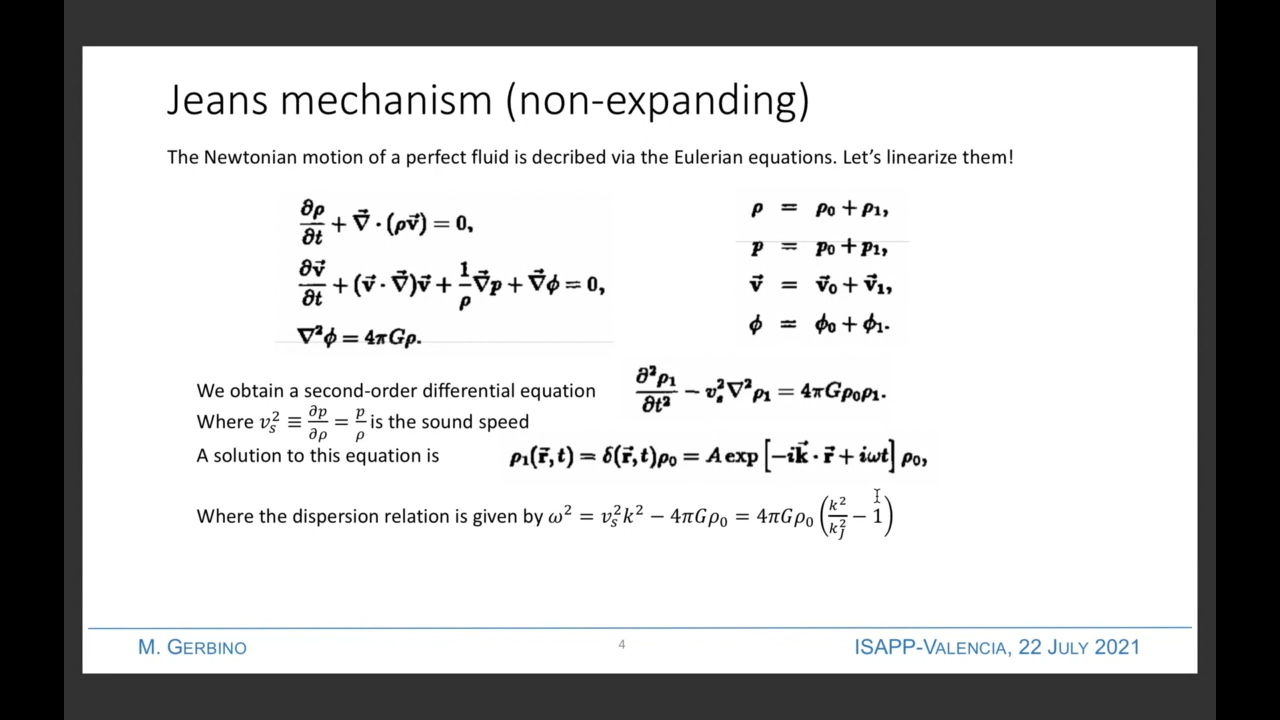 Jeans mechanism (non-expanding)
The Newtonian motion of a perfect fluid is decribed via the Eulerian equations. Let's linearize them!
∂ρ/∂t + ∇⃗ · (ρv⃗) = 0,
∂v⃗/∂t + (v⃗ · ∇⃗)v⃗ + 1/ρ ∇⃗p + ∇⃗ϕ = 0,
∇²ϕ = 4πGρ.
ρ = ρ₀ + ρ₁,
p = p₀ + p₁,
v⃗ = v⃗₀ + v⃗₁,
ϕ = ϕ₀ + ϕ₁.
We obtain a second-order differential equation ∂²ρ₁/∂t² − vₛ²∇²ρ₁ = 4πGρ₀ρ₁.
Where vₛ² ≡ ∂p/∂ρ = p/ρ is the sound speed
A solution to this equation is ρ₁(r⃗, t) = δ(r⃗, t)ρ₀ = A exp [−ik⃗ · r⃗ + iωt] ρ₀,
Where the dispersion relation is given by ω² = vₛ²k² − 4πGρ₀ = 4πGρ₀ (k²/k_J² − 1)
M. GERBINO
4
ISAPP-VALENCIA, 22 JULY 2021